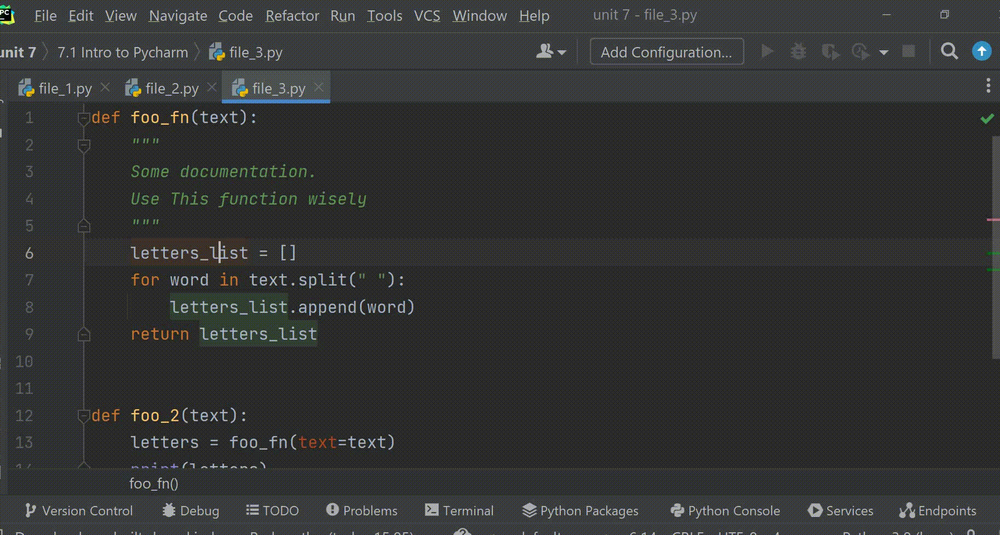 PC
File Edit View Navigate Code Refactor Run Tools VCS Window Help unit 7 - file_3.py
unit 7 7.1 Intro to Pycharm file_3.py Add Configuration...
file_1.py file_2.py file_3.py
1 def foo_fn(text):
2 """
3 Some documentation.
4 Use This function wisely
5 """
6 letters_list = []
7 for word in text.split(" "):
8 letters_list.append(word)
9 return letters_list
10
11
12 def foo_2(text):
13 letters = foo_fn(text=text)
14 print(letters)
foo_fn()
Version Control Debug TODO Problems Terminal Python Packages Python Console Services Endpoints